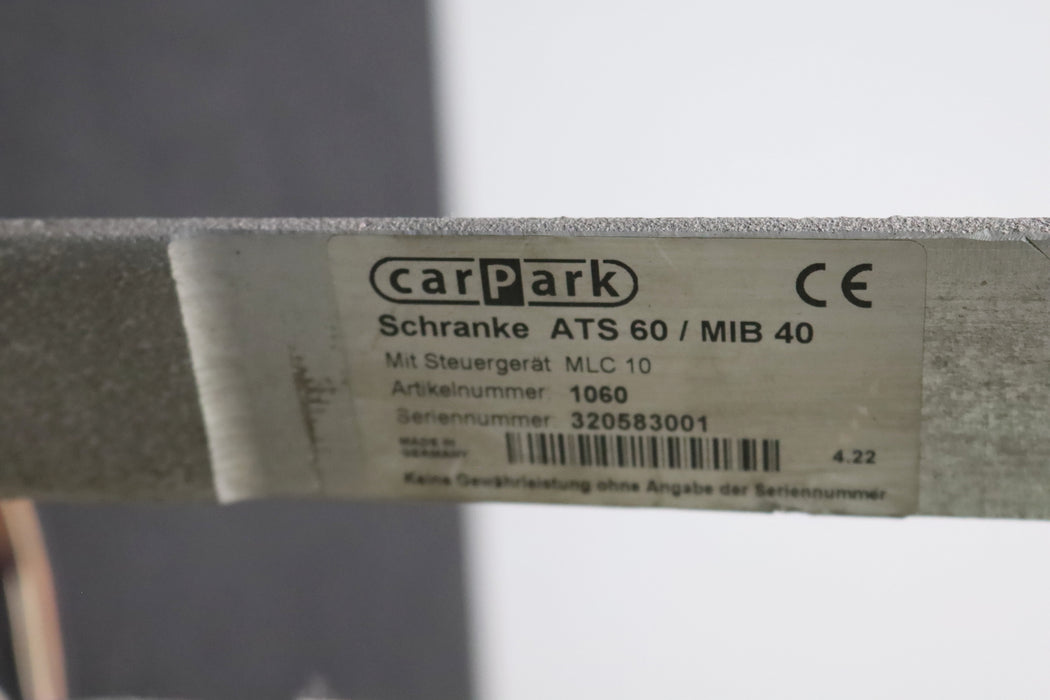 carPark CE
Schranke ATS 60 / MIB 40
Mit Steuergerät MLC 10
Artikelnummer 1060
Seriennummer 320583001
MADE IN
GERMANY
4.22
Keine Gewährleistung ohne Angabe der Seriennummer